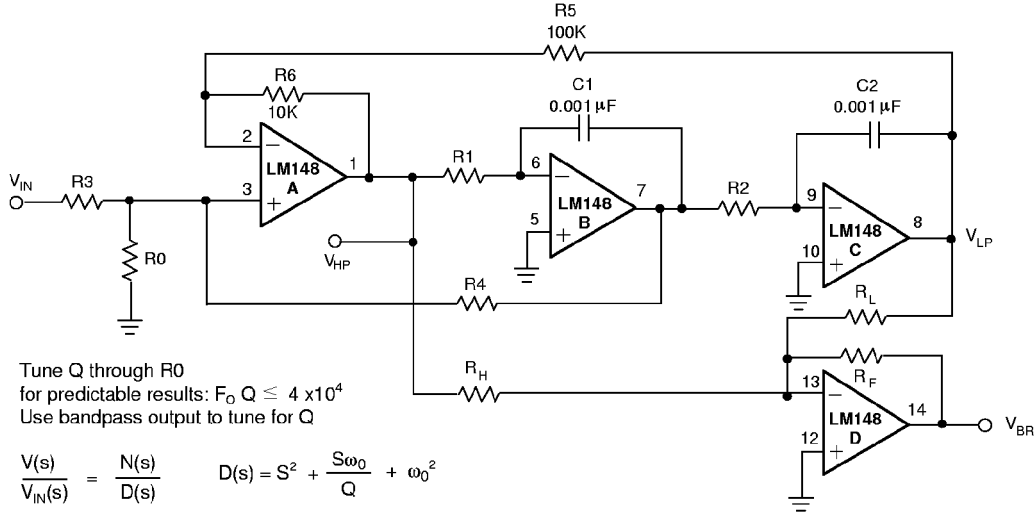 R5
100K
R6
10K
C1
0.001 μF
C2
0.001 μF
2
−
LM148
A
1
3
+
V_IN
R3
R0
R1
6
−
LM148
B
7
5
+
R2
9
−
LM148
C
8
10
+
V_LP
V_HP
R4
R_L
R_H
R_F
13
−
LM148
D
14
12
+
V_BR
Tune Q through R0
for predictable results: F_O Q ≤ 4 x10^4
Use bandpass output to tune for Q
V(s)/V_IN(s) = N(s)/D(s)    D(s) = S^2 + Sω_0/Q + ω_0^2